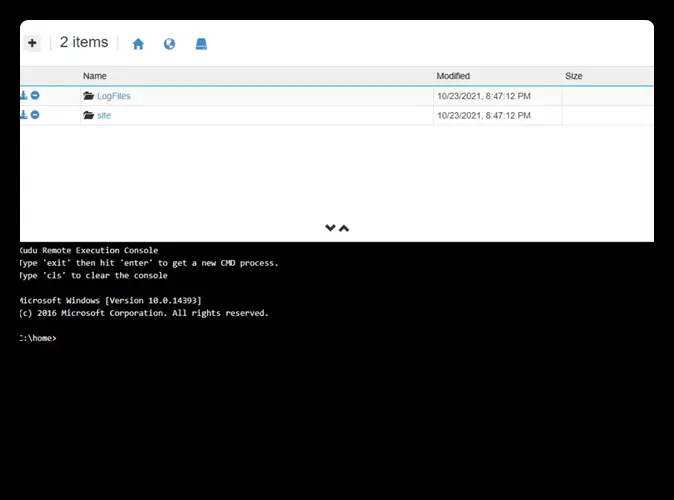 2 items
Name Modified Size
LogFiles 10/23/2021, 8:47:12 PM
site 10/23/2021, 8:47:12 PM
Kudu Remote Execution Console
Type 'exit' then hit 'enter' to get a new CMD process.
Type 'cls' to clear the console
Microsoft Windows [Version 10.0.14393]
(c) 2016 Microsoft Corporation. All rights reserved.
C:\home>